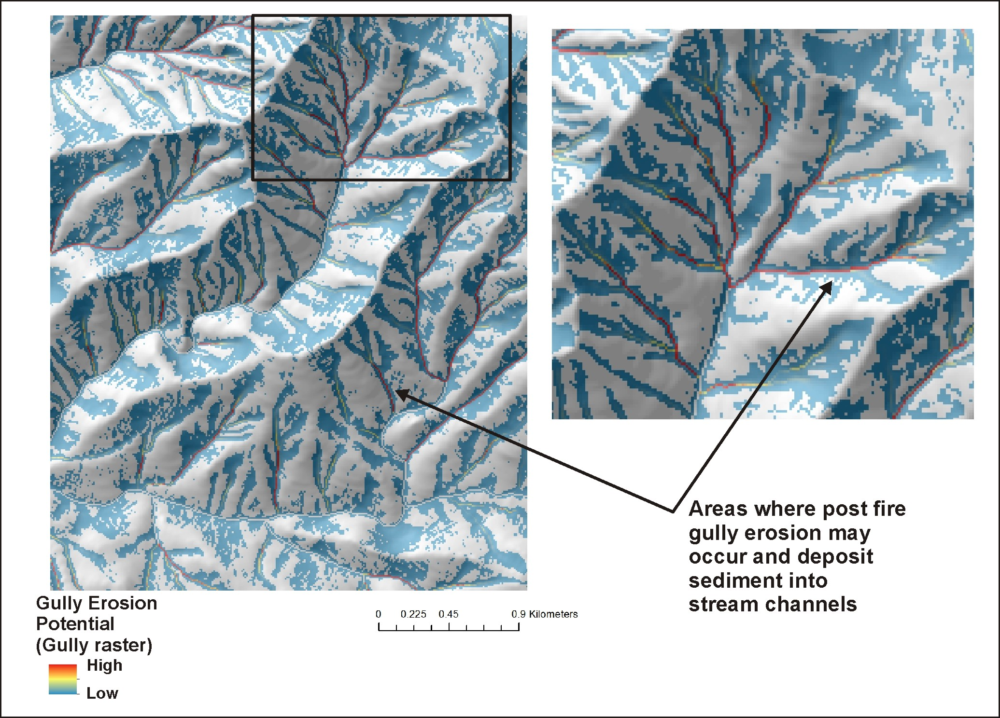 Areas where post fire
gully erosion may
occur and deposit
sediment into
stream channels
Gully Erosion
Potential
(Gully raster)
High
Low
0 0.225 0.45 0.9 Kilometers